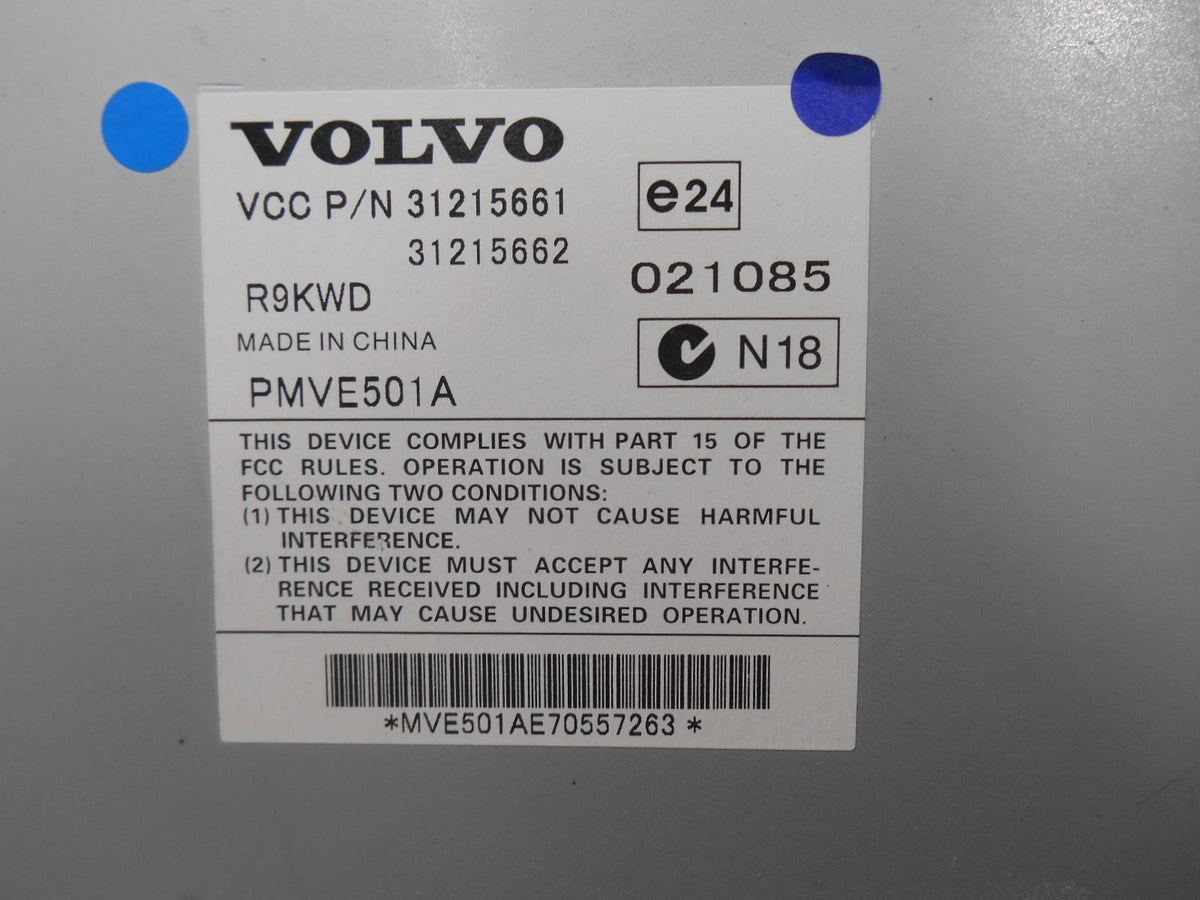 VOLVO
VCC P/N 31215661
31215662
R9KWD
MADE IN CHINA
PMVE501A
e24
021085
N18
THIS DEVICE COMPLIES WITH PART 15 OF THE
FCC RULES. OPERATION IS SUBJECT TO THE
FOLLOWING TWO CONDITIONS:
(1) THIS DEVICE MAY NOT CAUSE HARMFUL
INTERFERENCE.
(2) THIS DEVICE MUST ACCEPT ANY INTERFE-
RENCE RECEIVED INCLUDING INTERFERENCE
THAT MAY CAUSE UNDESIRED OPERATION.
*MVE501AE70557263 *